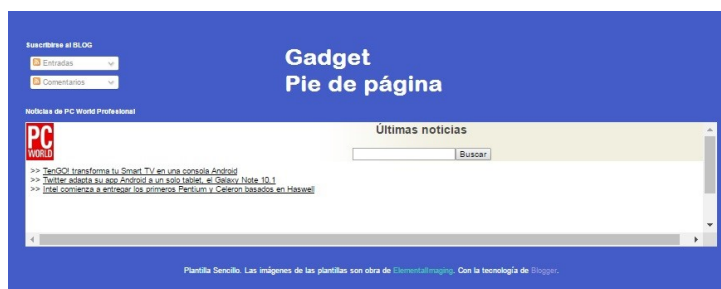 Suscribirse al BLOG
Entradas
Comentarios
Gadget
Pie de página
Noticias de PC World Profesional
PC
WORLD
Últimas noticias
Buscar
>> TenGO! transforma tu Smart TV en una consola Android
>> Twitter adapta su app Android a un solo tablet, el Galaxy Note 10.1
>> Intel comienza a entregar los primeros Pentium y Celeron basados en Haswell
Plantilla Sencillo. Las imágenes de las plantillas son obra de ElementalImaging. Con la tecnología de Blogger.